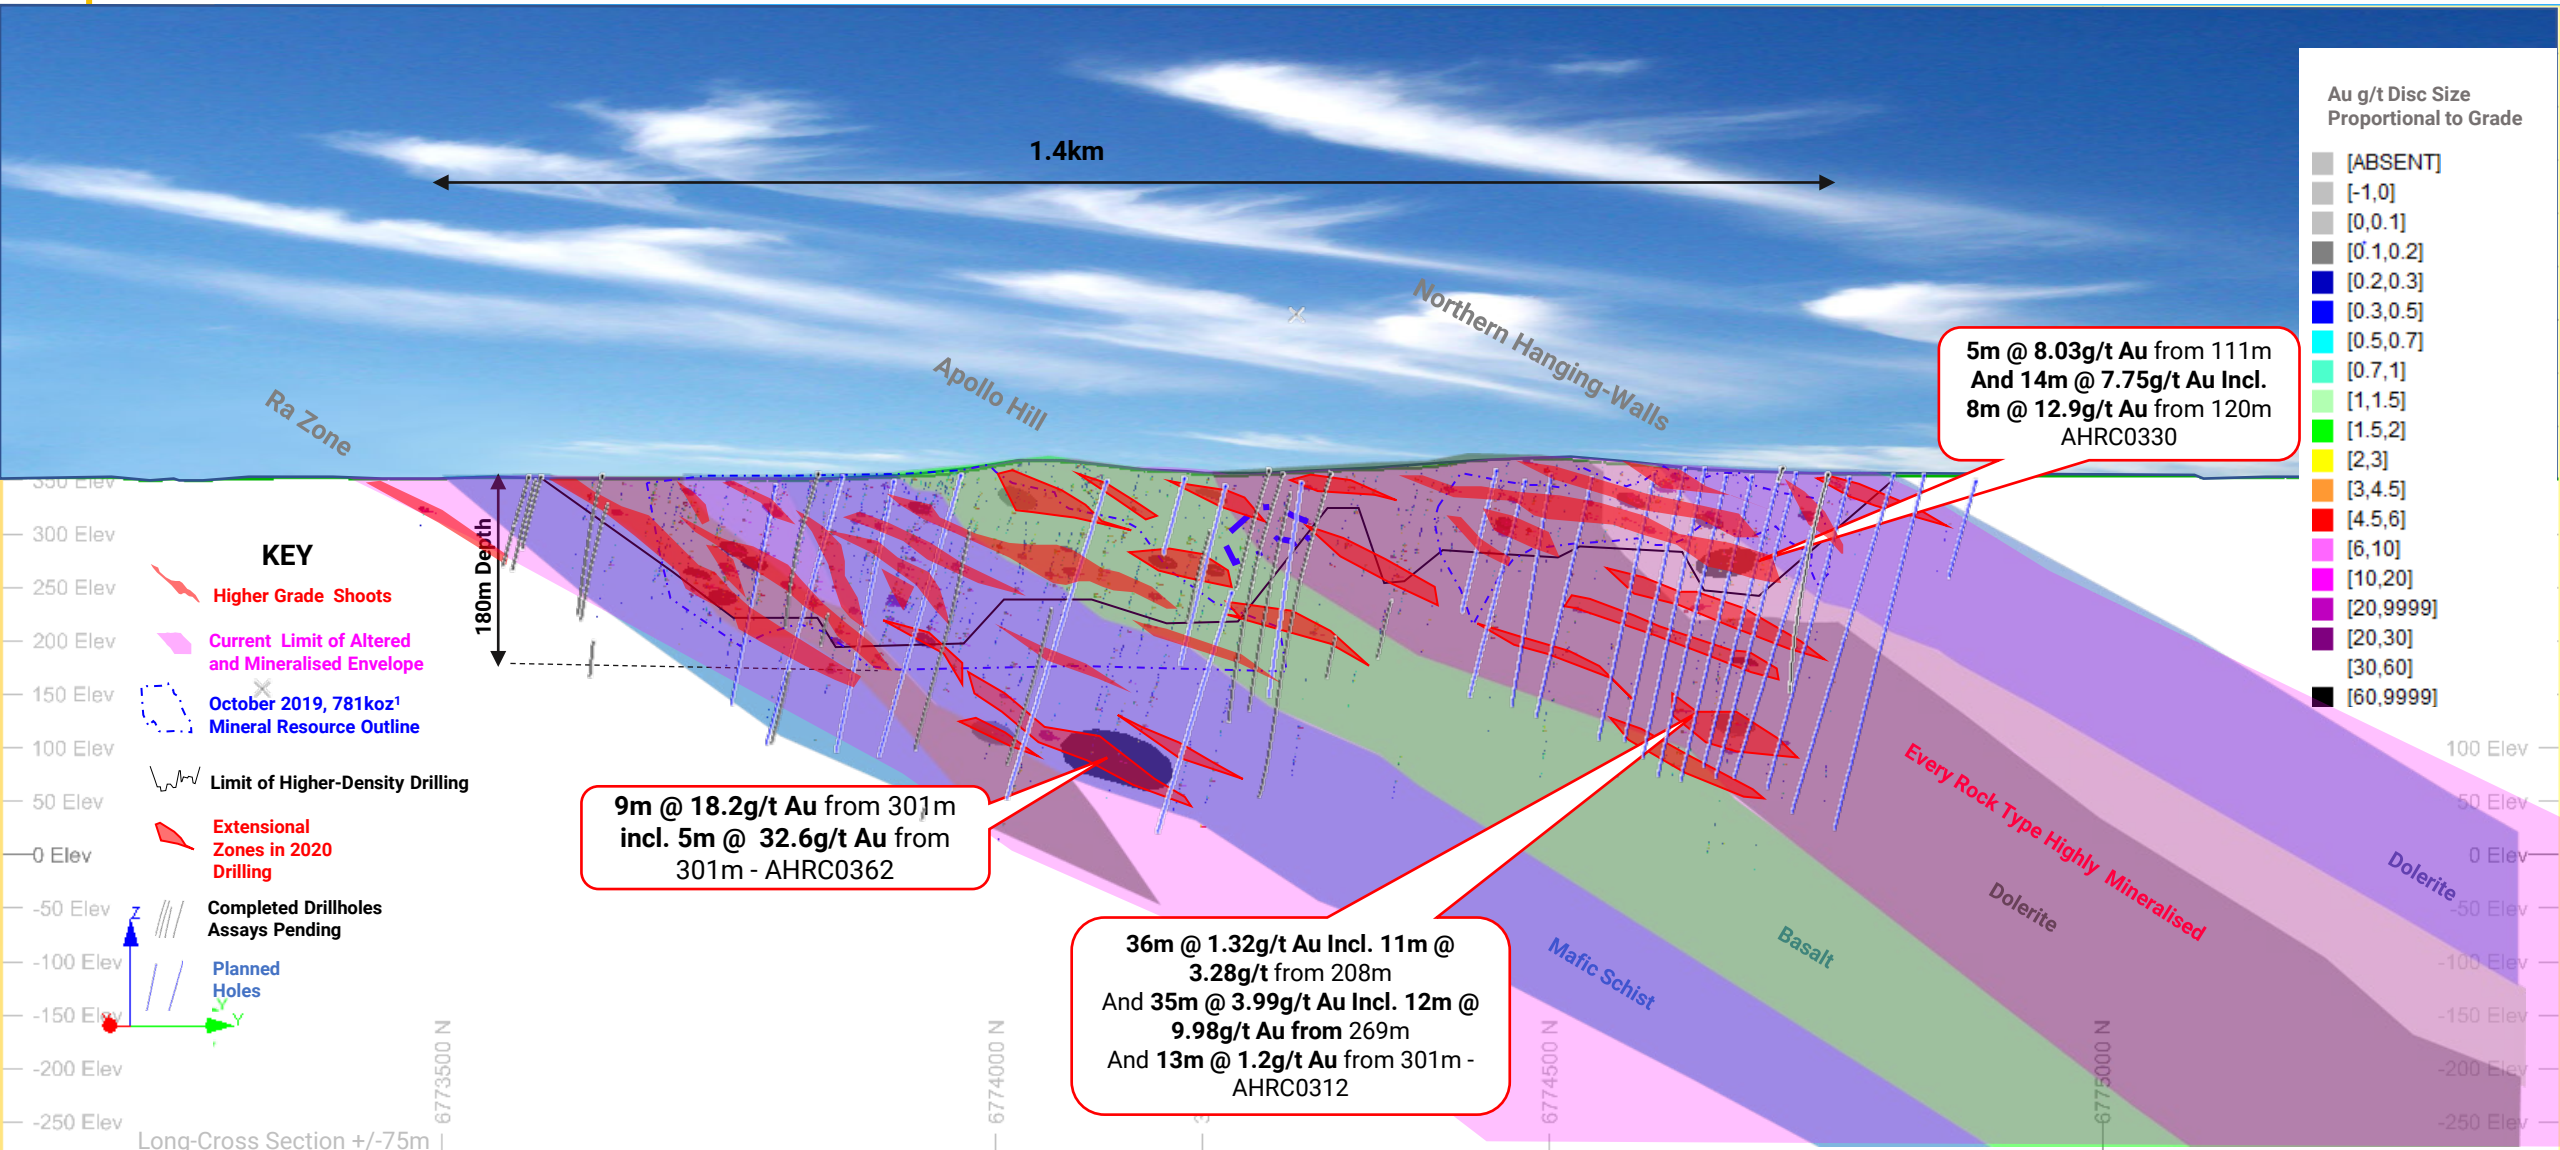 1.4km
Ra Zone
Apollo Hill
Northern Hanging-Walls
5m @ 8.03g/t Au from 111m
And 14m @ 7.75g/t Au Incl.
8m @ 12.9g/t Au from 120m
AHRC0330
Au g/t Disc Size
Proportional to Grade
[ABSENT]
[-1,0]
[0,0.1]
[0.1,0.2]
[0.2,0.3]
[0.3,0.5]
[0.5,0.7]
[0.7,1]
[1,1.5]
[1.5,2]
[2,3]
[3,4.5]
[4.5,6]
[6,10]
[10,20]
[20,9999]
[20,30]
[30,60]
[60,9999]
350 Elev
300 Elev
250 Elev
200 Elev
150 Elev
100 Elev
50 Elev
0 Elev
-50 Elev
-100 Elev
-150 Elev
-200 Elev
-250 Elev
180m Depth
KEY
Higher Grade Shoots
Current Limit of Altered
and Mineralised Envelope
October 2019, 781koz¹
Mineral Resource Outline
Limit of Higher-Density Drilling
Extensional
Zones in 2020
Drilling
Completed Drillholes
Assays Pending
Planned
Holes
Z
Y
Y
9m @ 18.2g/t Au from 301m
incl. 5m @ 32.6g/t Au from
301m - AHRC0362
36m @ 1.32g/t Au Incl. 11m @
3.28g/t from 208m
And 35m @ 3.99g/t Au Incl. 12m @
9.98g/t Au from 269m
And 13m @ 1.2g/t Au from 301m -
AHRC0312
Mafic Schist
Basalt
Dolerite
Every Rock Type Highly Mineralised
Dolerite
100 Elev
50 Elev
0 Elev
-50 Elev
-100 Elev
-150 Elev
-200 Elev
-250 Elev
6773500 N
6774000 N
6774500 N
6775000 N
Long-Cross Section +/-75m